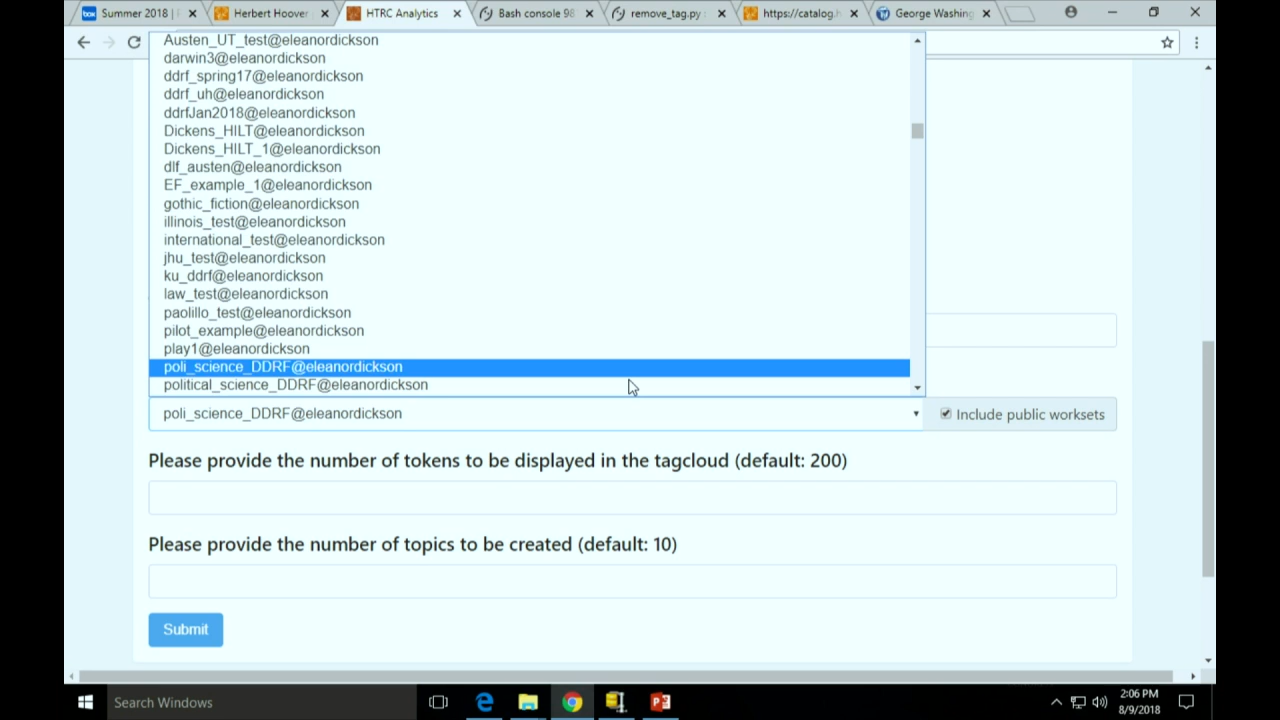 Summer 2018 |
Herbert Hoover
HTRC Analytics
Bash console 98
remove_tag.py :
https://catalog.h
George Washing
Austen_UT_test@eleanordickson
darwin3@eleanordickson
ddrf_spring17@eleanordickson
ddrf_uh@eleanordickson
ddrfJan2018@eleanordickson
Dickens_HILT@eleanordickson
Dickens_HILT_1@eleanordickson
dlf_austen@eleanordickson
EF_example_1@eleanordickson
gothic_fiction@eleanordickson
illinois_test@eleanordickson
international_test@eleanordickson
jhu_test@eleanordickson
ku_ddrf@eleanordickson
law_test@eleanordickson
paolillo_test@eleanordickson
pilot_example@eleanordickson
play1@eleanordickson
poli_science_DDRF@eleanordickson
political_science_DDRF@eleanordickson
poli_science_DDRF@eleanordickson
Include public worksets
Please provide the number of tokens to be displayed in the tagcloud (default: 200)
Please provide the number of topics to be created (default: 10)
Submit
Search Windows
2:06 PM
8/9/2018